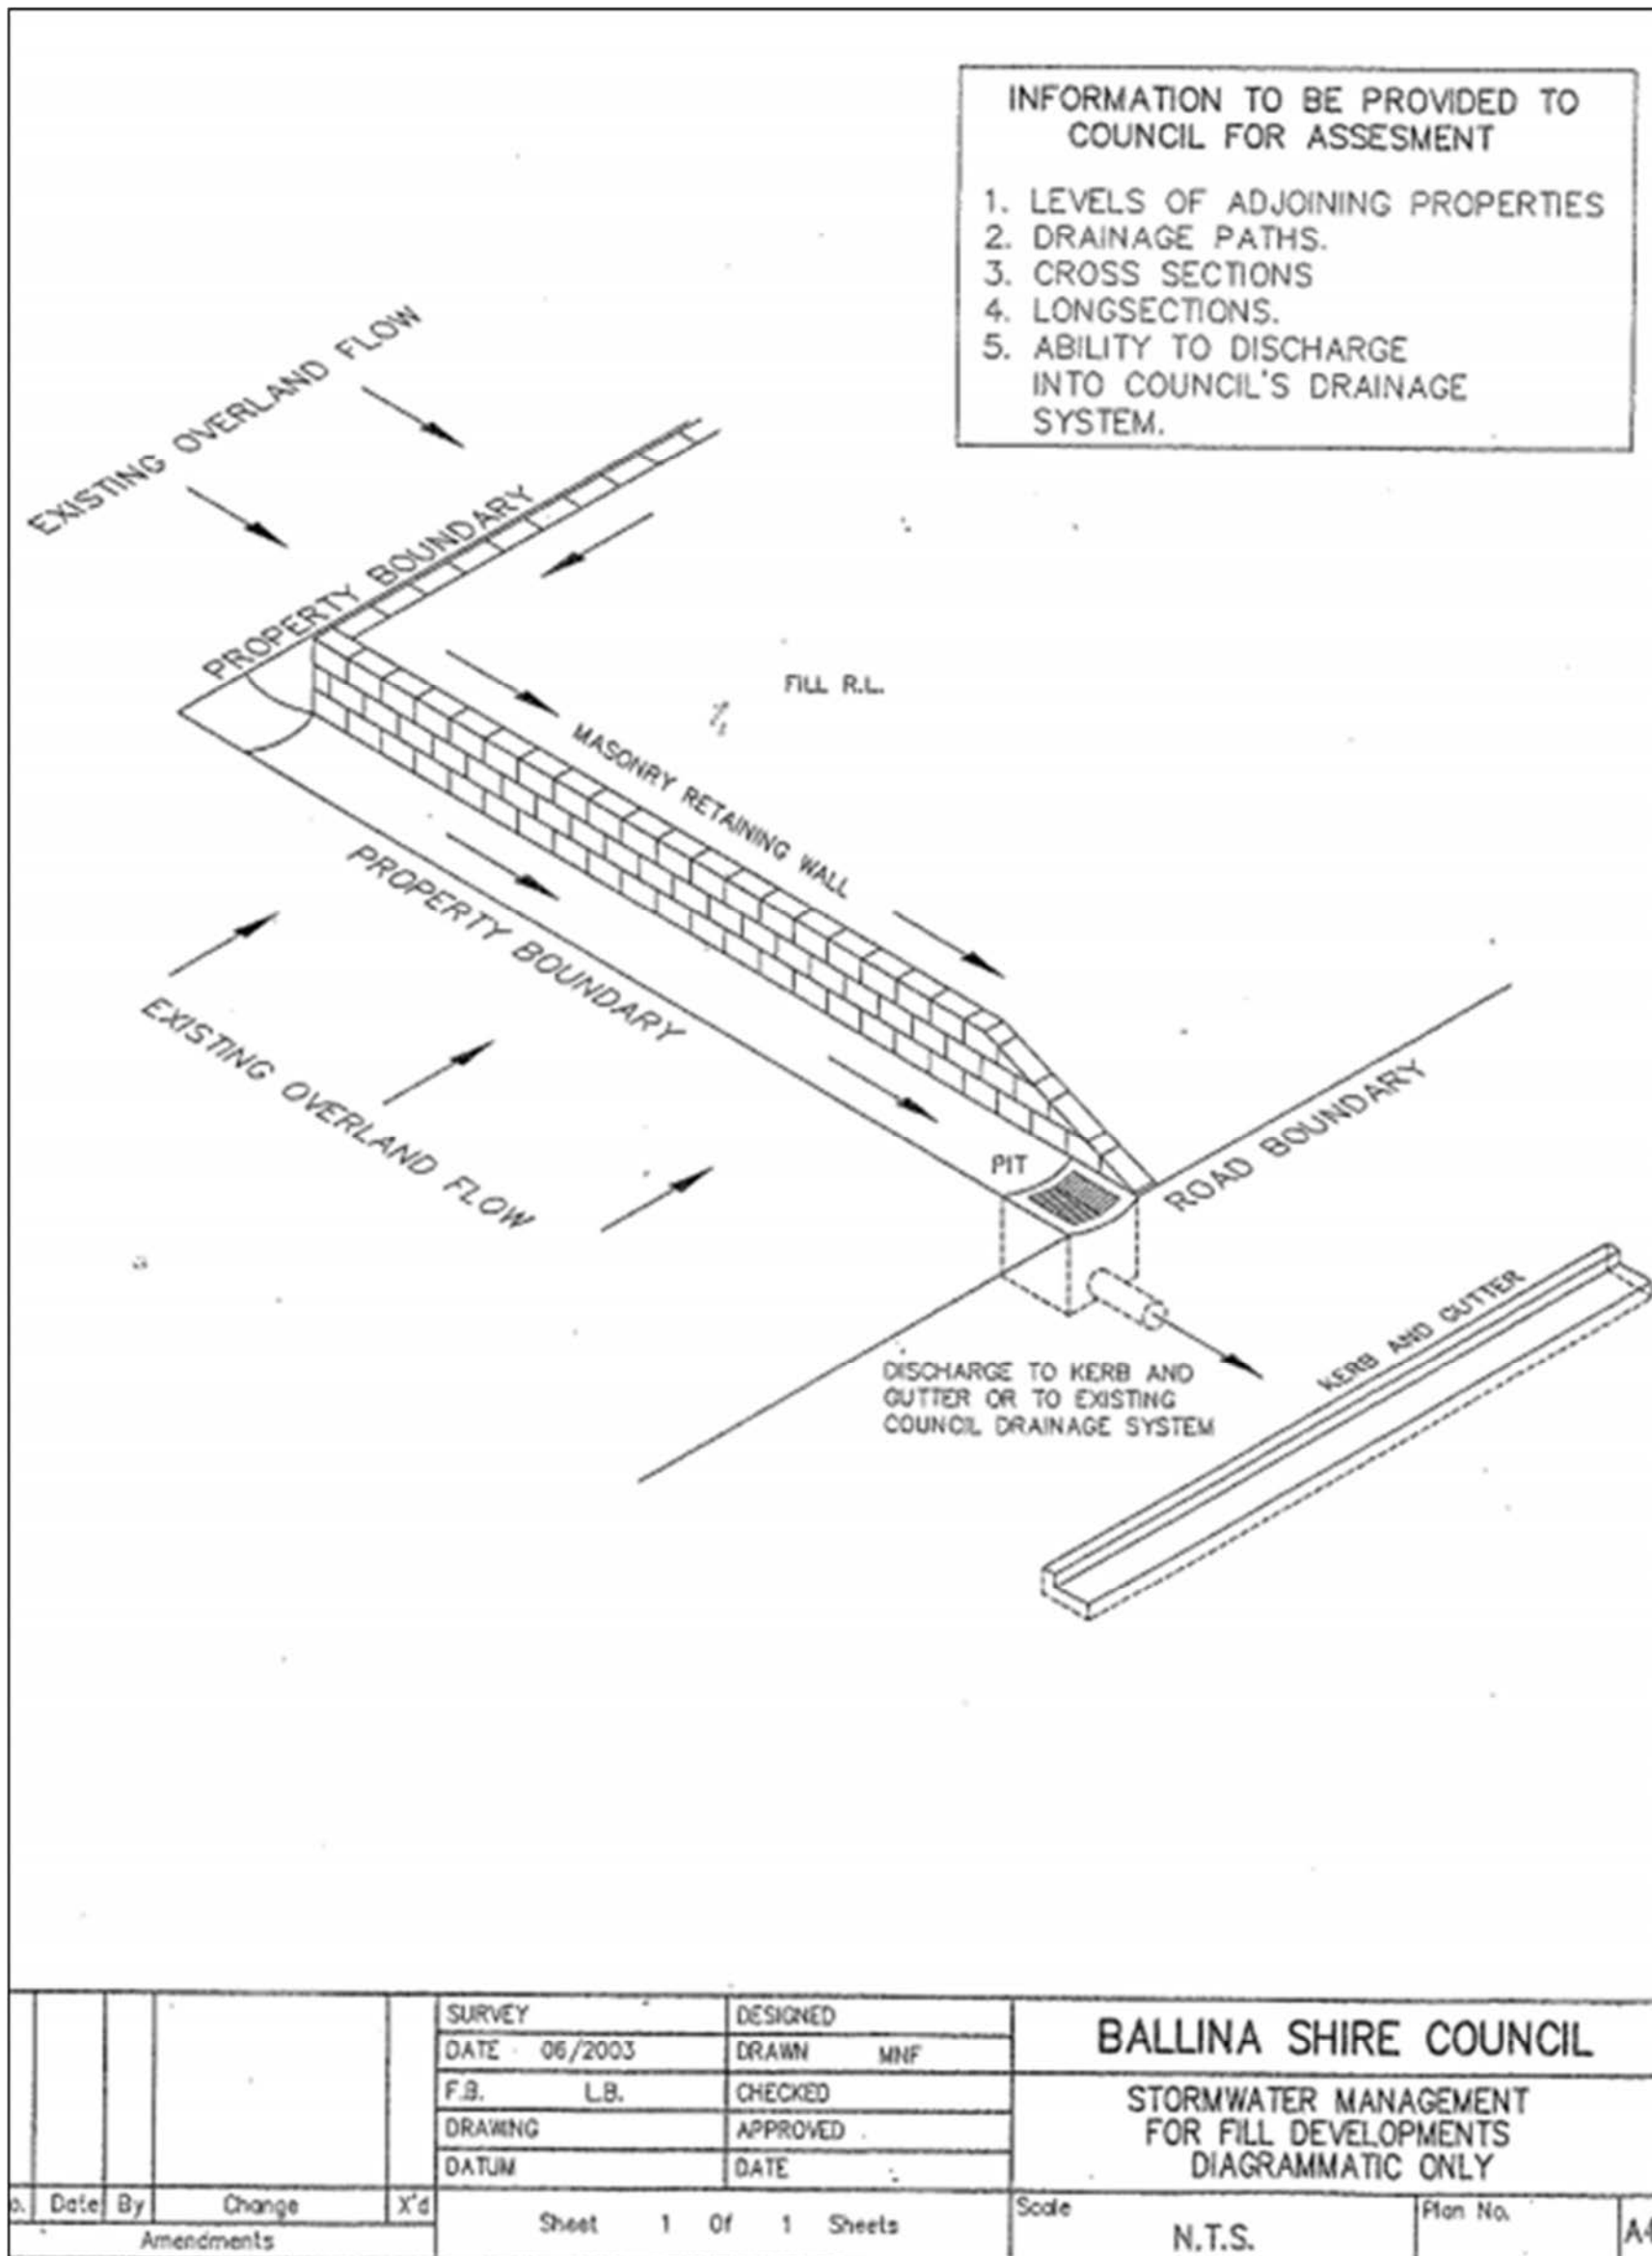 INFORMATION TO BE PROVIDED TO
COUNCIL FOR ASSESMENT
1. LEVELS OF ADJOINING PROPERTIES
2. DRAINAGE PATHS.
3. CROSS SECTIONS
4. LONGSECTIONS.
5. ABILITY TO DISCHARGE
INTO COUNCIL'S DRAINAGE
SYSTEM.
EXISTING OVERLAND FLOW
PROPERTY BOUNDARY
FILL R.L.
MASONRY RETAINING WALL
PROPERTY BOUNDARY
EXISTING OVERLAND FLOW
PIT
ROAD BOUNDARY
KERB AND GUTTER
DISCHARGE TO KERB AND
GUTTER OR TO EXISTING
COUNCIL DRAINAGE SYSTEM
SURVEY
DESIGNED
DATE 06/2003
DRAWN MNF
F.B. L.B.
CHECKED
DRAWING
APPROVED
DATUM
DATE
BALLINA SHIRE COUNCIL
STORMWATER MANAGEMENT
FOR FILL DEVELOPMENTS
DIAGRAMMATIC ONLY
Date By Change X'd
Amendments
Sheet 1 Of 1 Sheets
Scale
N.T.S.
Plan No.